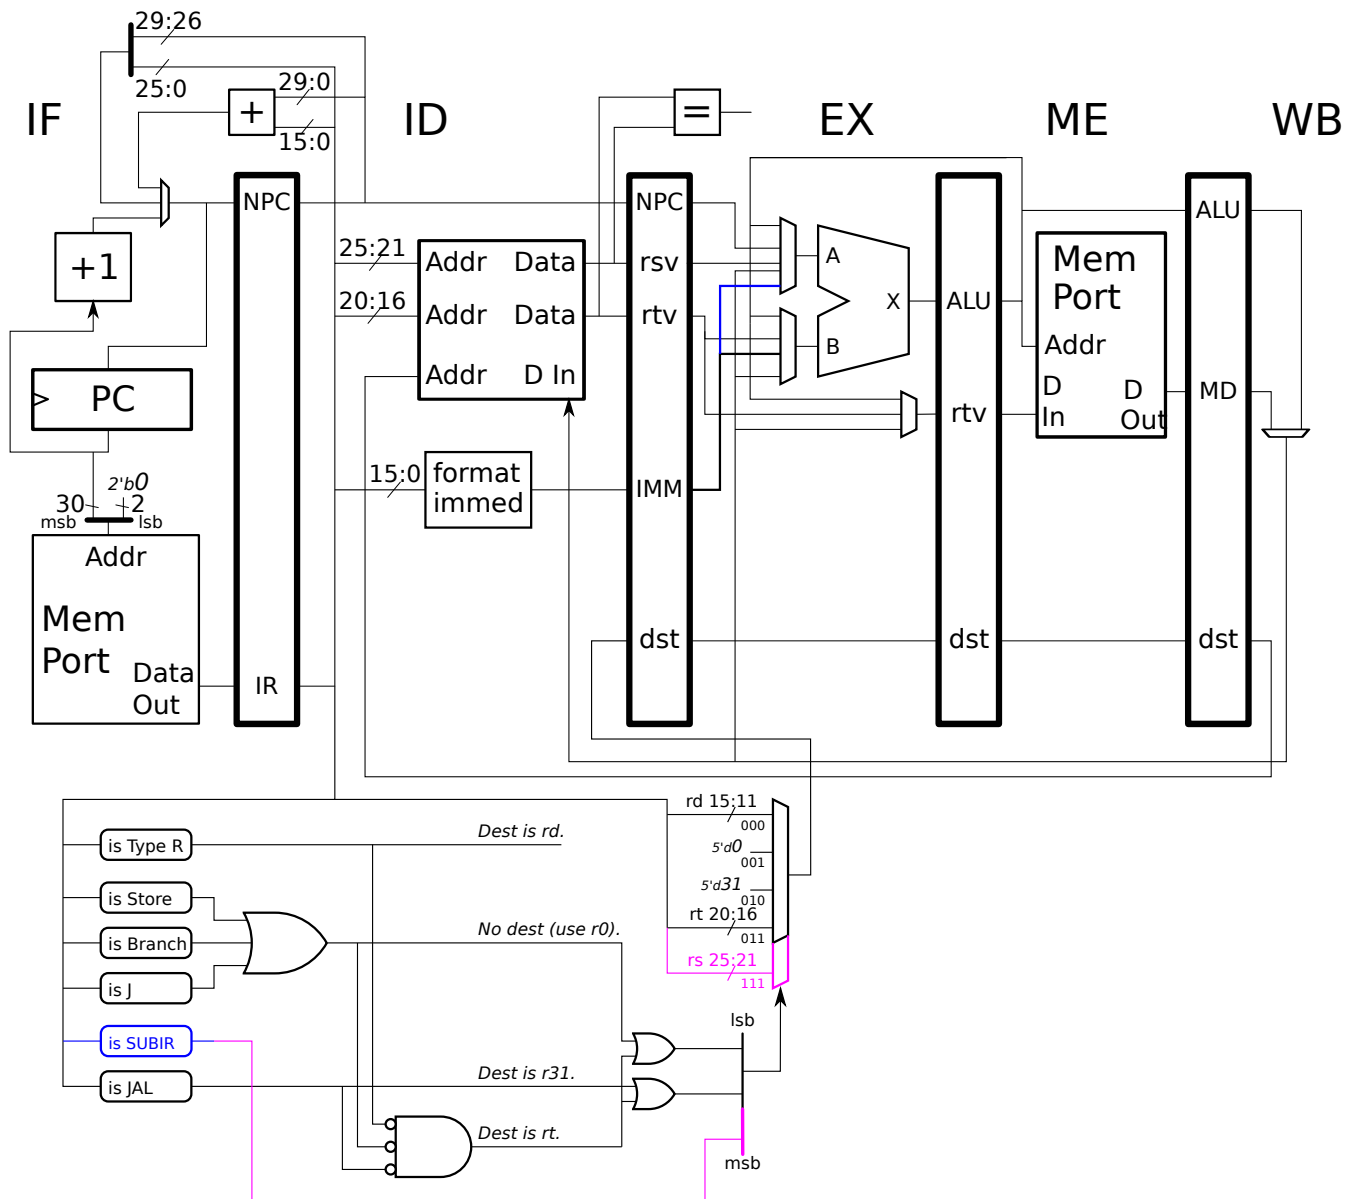 29:26
25:0
29:0
15:0
+
=
IF
ID
EX
ME
WB
NPC
NPC
ALU
+1
25:21
Addr
Data
rsv
20:16
Addr
Data
rtv
Addr
D In
A
B
X
ALU
Mem
Port
Addr
D
In
D
Out
MD
rtv
PC
15:0
format
immed
IMM
2'b0
30
2
msb
lsb
Addr
Mem
Port
Data
Out
IR
dst
dst
dst
rd 15:11
000
5'd0
001
5'd31
010
rt 20:16
011
rs 25:21
111
is Type R
Dest is rd.
is Store
is Branch
No dest (use r0).
is J
is SUBIR
is JAL
Dest is r31.
Dest is rt.
lsb
msb